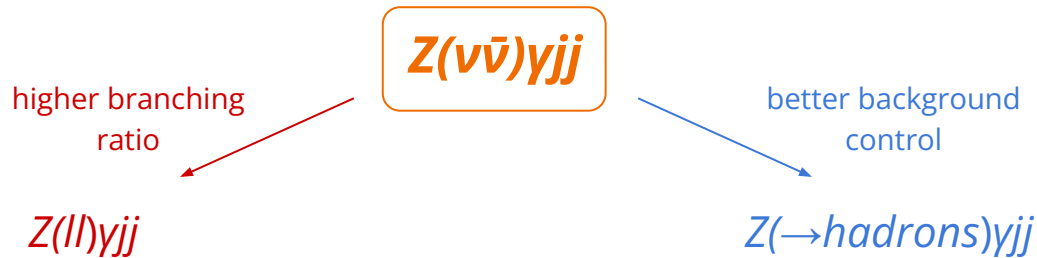 Z(νν̄)γjj
higher branching
ratio
better background
control
Z(ll)γjj
Z(→hadrons)γjj